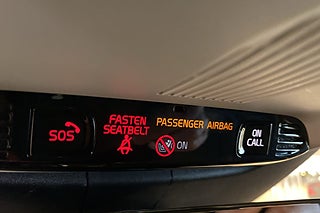 SOS
FASTEN
SEATBELT
PASSENGER AIRBAG
ON
ON
CALL